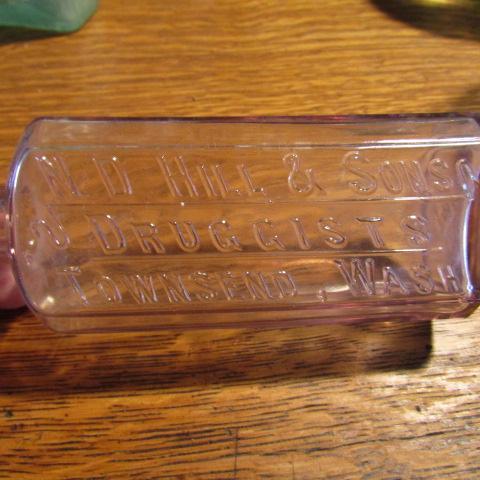 N. D HILL & SONS
DRUGGISTS
TOWNSEND, WASH